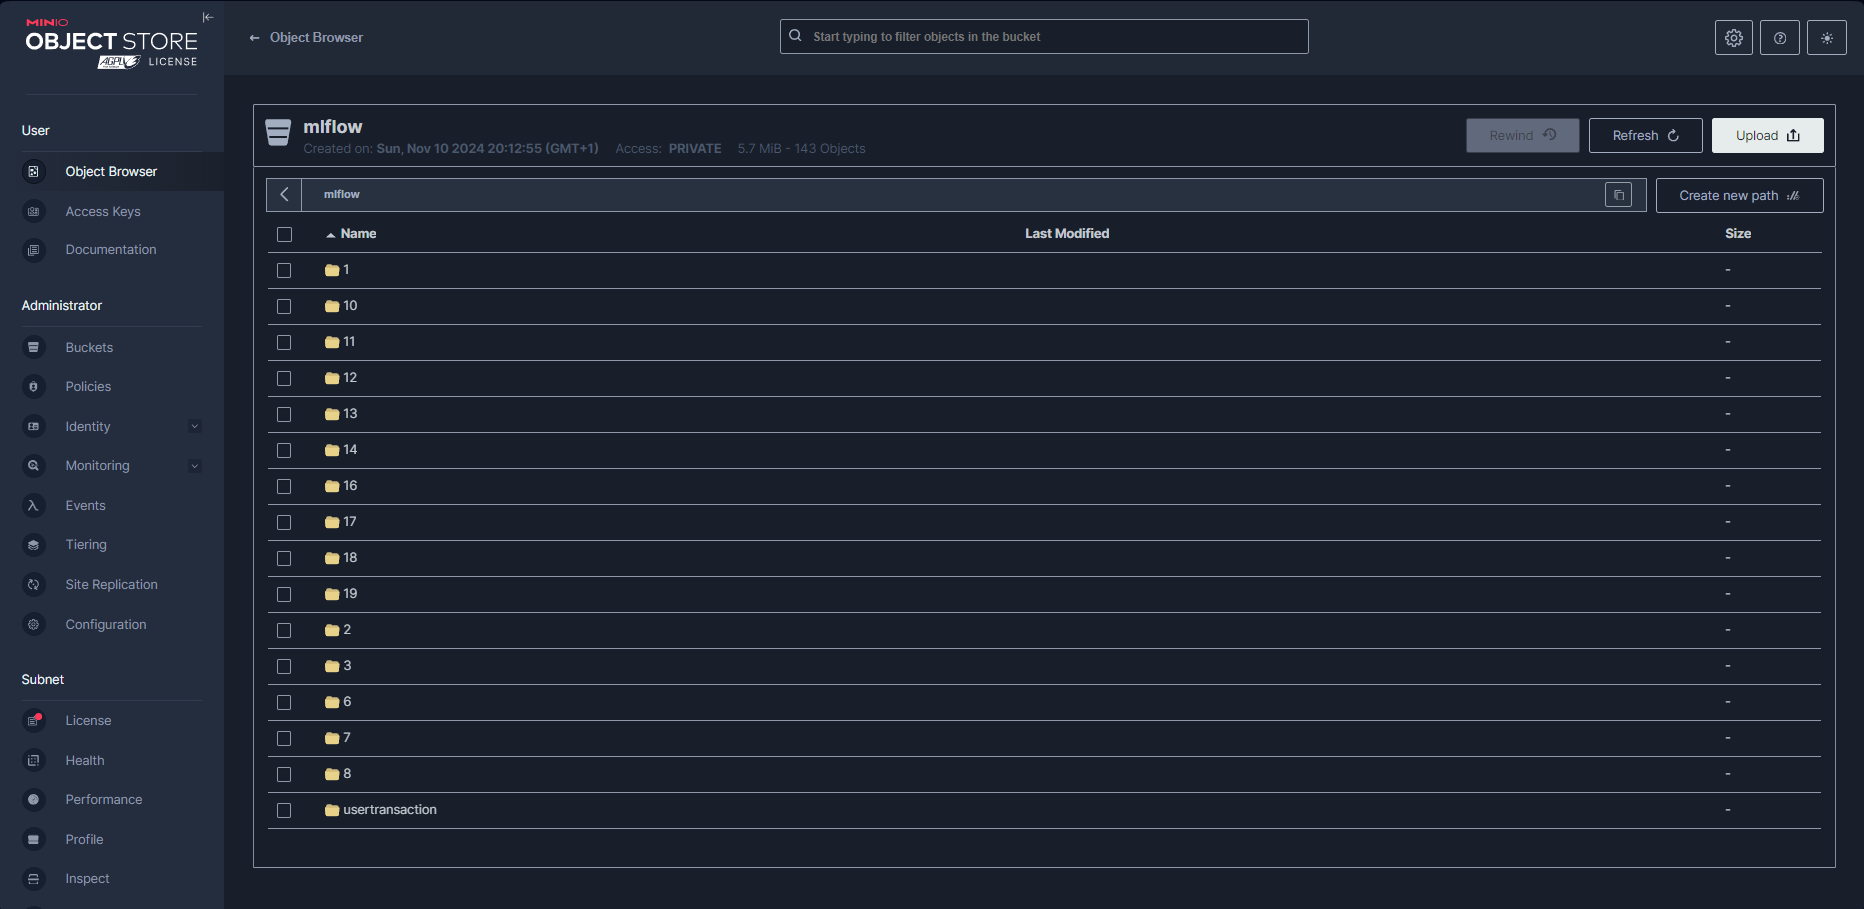 MINIO
OBJECT STORE
AGPLV3 LICENSE
User
Object Browser
Access Keys
Documentation
Administrator
Buckets
Policies
Identity
Monitoring
Events
Tiering
Site Replication
Configuration
Subnet
License
Health
Performance
Profile
Inspect
Object Browser
Start typing to filter objects in the bucket
mlflow
Created on: Sun, Nov 10 2024 20:12:55 (GMT+1) Access: PRIVATE 5.7 MiB - 143 Objects
Rewind Refresh Upload
mlflow Create new path
Name Last Modified Size
1 -
10 -
11 -
12 -
13 -
14 -
16 -
17 -
18 -
19 -
2 -
3 -
6 -
7 -
8 -
usertransaction -